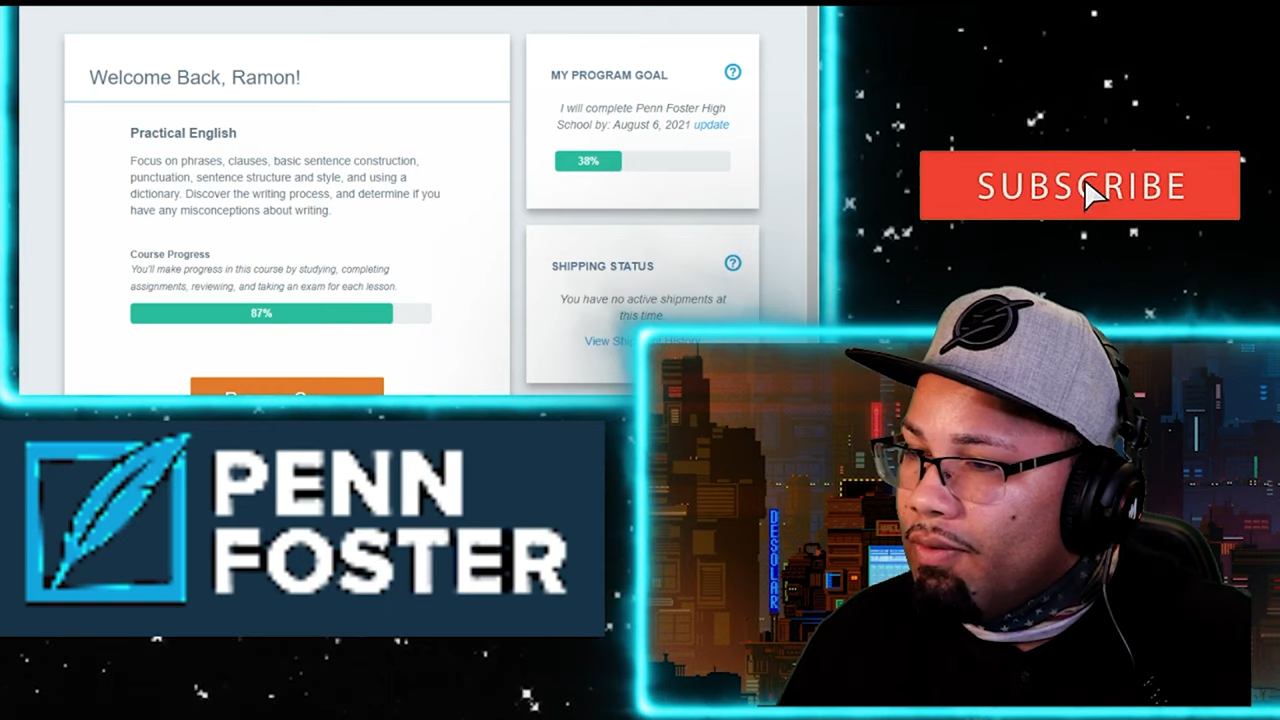 Welcome Back, Ramon!
Practical English
Focus on phrases, clauses, basic sentence construction,
punctuation, sentence structure and style, and using a
dictionary. Discover the writing process, and determine if you
have any misconceptions about writing.
Course Progress
You'll make progress in this course by studying, completing
assignments, reviewing, and taking an exam for each lesson.
87%
MY PROGRAM GOAL
I will complete Penn Foster High
School by: August 6, 2021 update
38%
SHIPPING STATUS
You have no active shipments at
this time.
View
SUBSCRIBE
PENN
FOSTER
DESOLAR